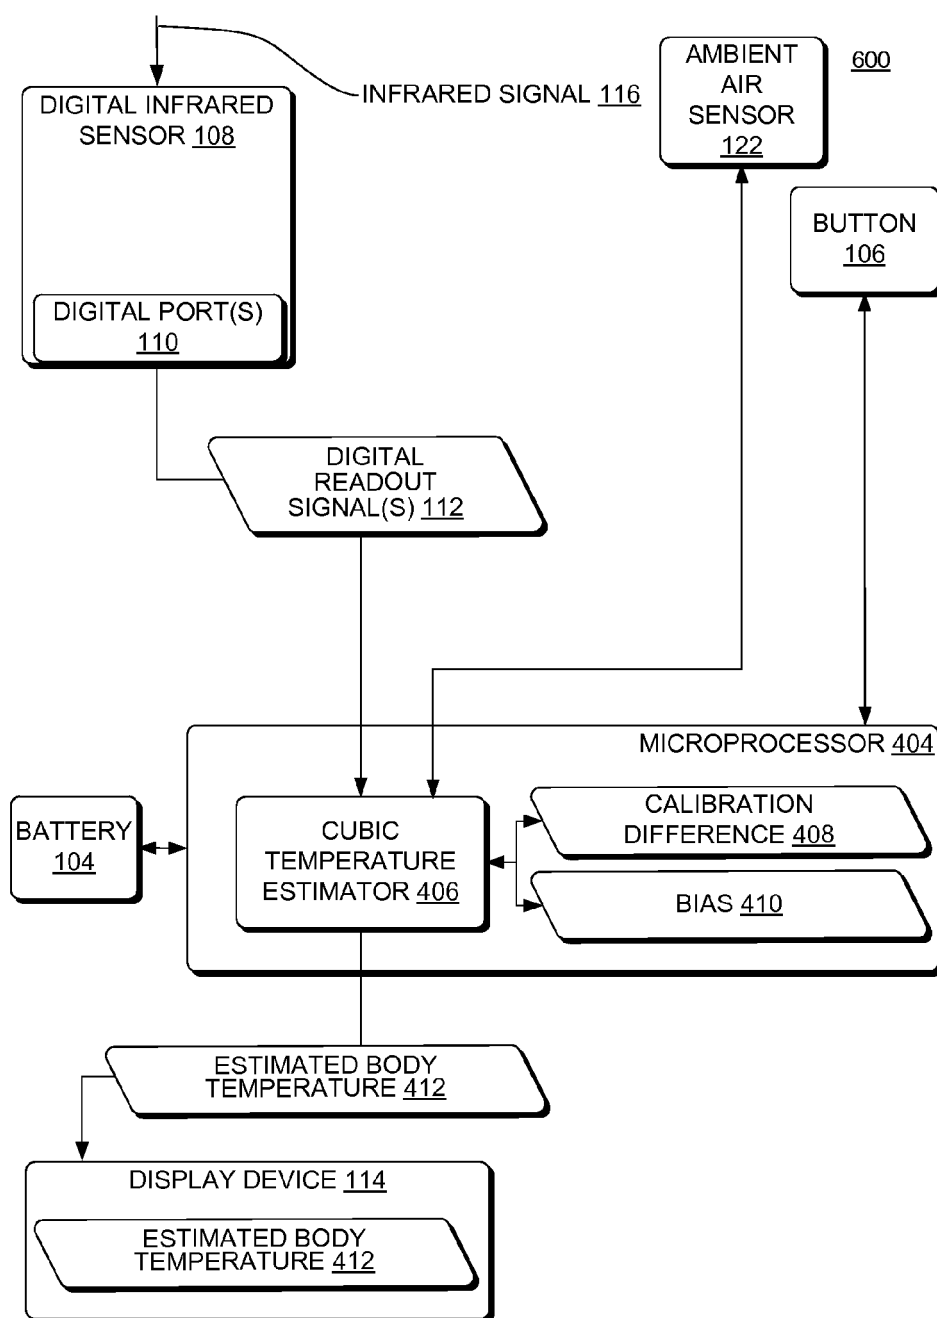 600
AMBIENT
AIR
SENSOR
122
INFRARED SIGNAL 116
DIGITAL INFRARED
SENSOR 108
BUTTON
106
DIGITAL PORT(S)
110
DIGITAL
READOUT
SIGNAL(S) 112
MICROPROCESSOR 404
BATTERY
104
CUBIC
TEMPERATURE
ESTIMATOR 406
CALIBRATION
DIFFERENCE 408
BIAS 410
ESTIMATED BODY
TEMPERATURE 412
DISPLAY DEVICE 114
ESTIMATED BODY
TEMPERATURE 412